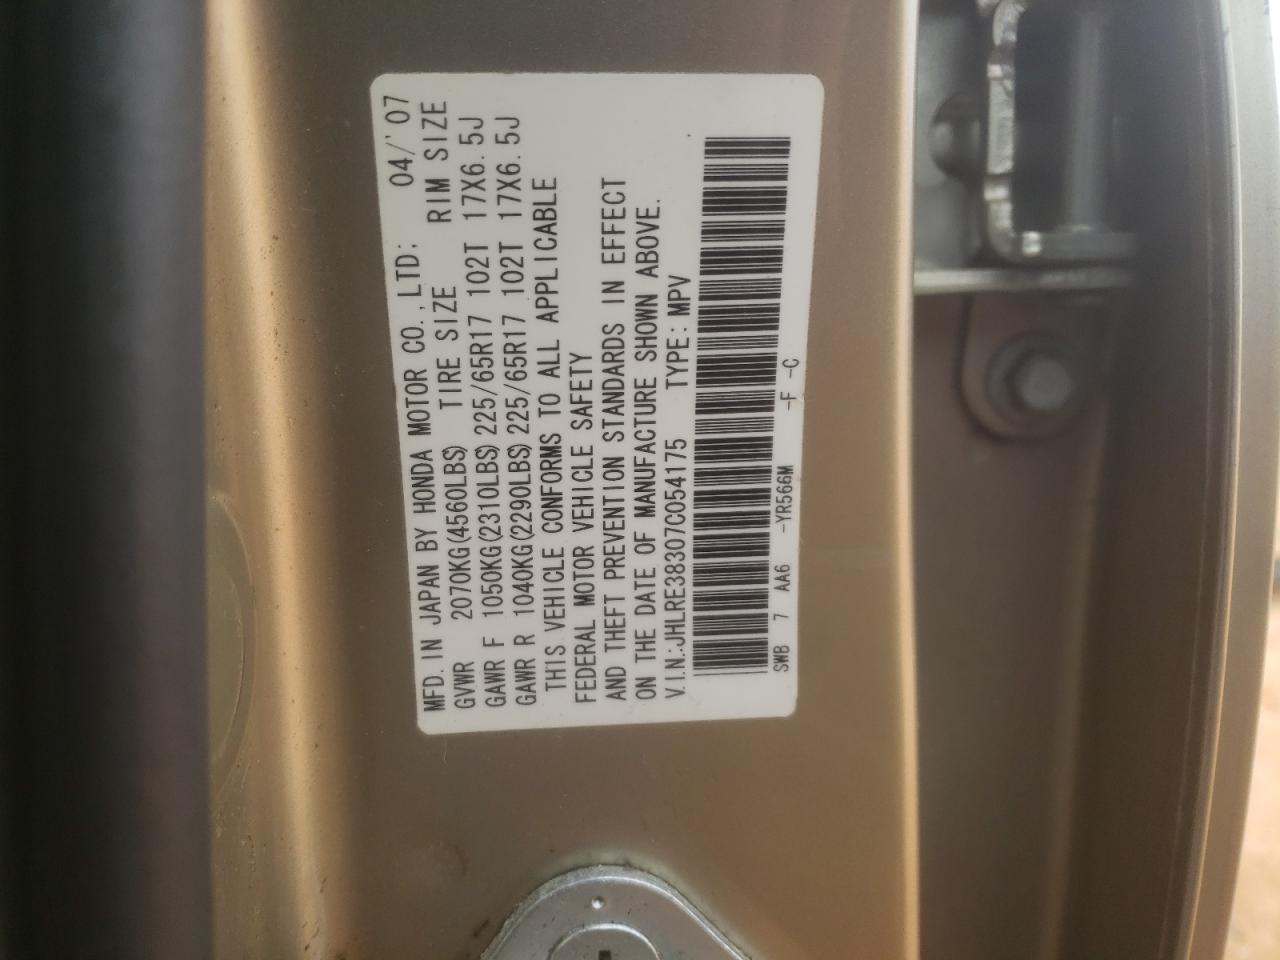 MFD. IN JAPAN BY HONDA MOTOR CO., LTD: 04/'07
GVWR 2070KG(4560LBS) TIRE SIZE RIM SIZE
GAWR F 1050KG(2310LBS) 225/65R17 102T 17X6.5J
GAWR R 1040KG(2290LBS) 225/65R17 102T 17X6.5J
THIS VEHICLE CONFORMS TO ALL APPLICABLE
FEDERAL MOTOR VEHICLE SAFETY
AND THEFT PREVENTION STANDARDS IN EFFECT
ON THE DATE OF MANUFACTURE SHOWN ABOVE.
V.I.N.:JHLRE38307C054175 TYPE: MPV
SWB 7 AA6 -YR566M -F -C